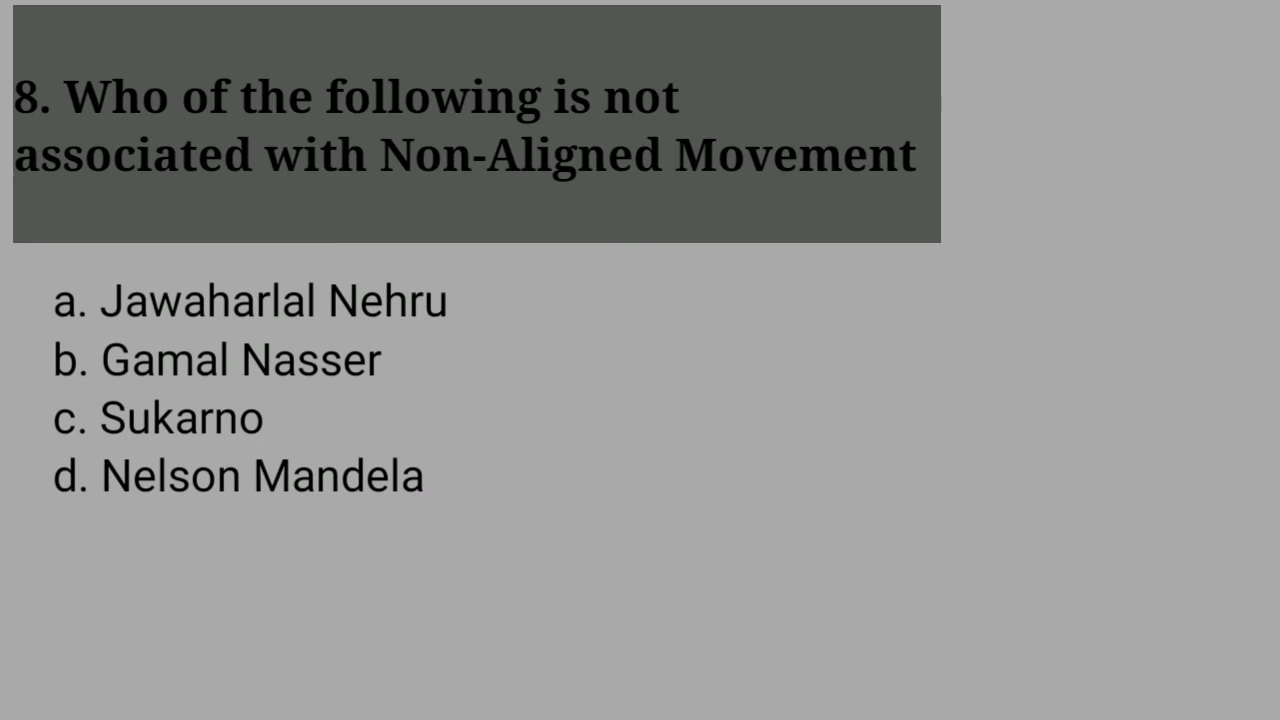 8. Who of the following is not
associated with Non-Aligned Movement
a. Jawaharlal Nehru
b. Gamal Nasser
c. Sukarno
d. Nelson Mandela